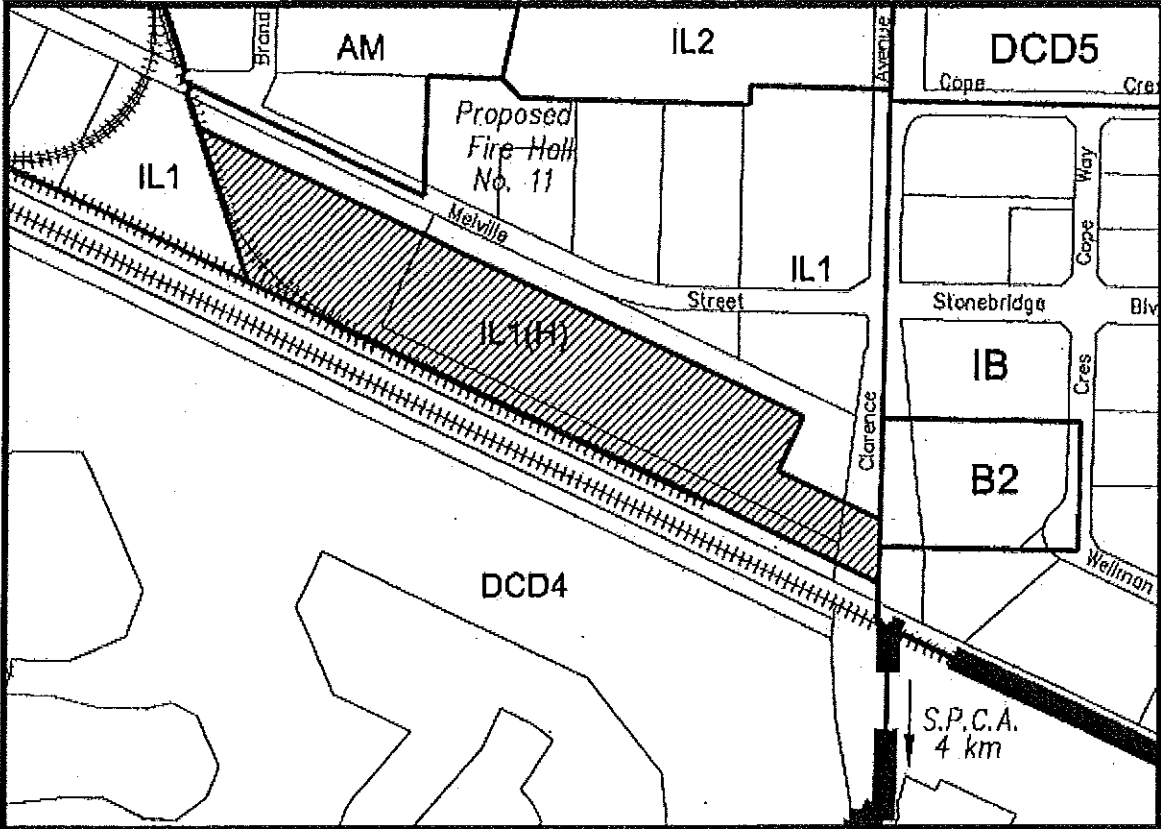 Brand
AM
IL2
Avenue
DCD5
Cope
Cres
Proposed
Fire Hall
No. 11
IL1
Way
Cope
Melville
IL1
Street
Stonebridge
Blv
IL1(H)
IB
Cres
Clarence
B2
Wellman
DCD4
S.P.C.A.
4 km